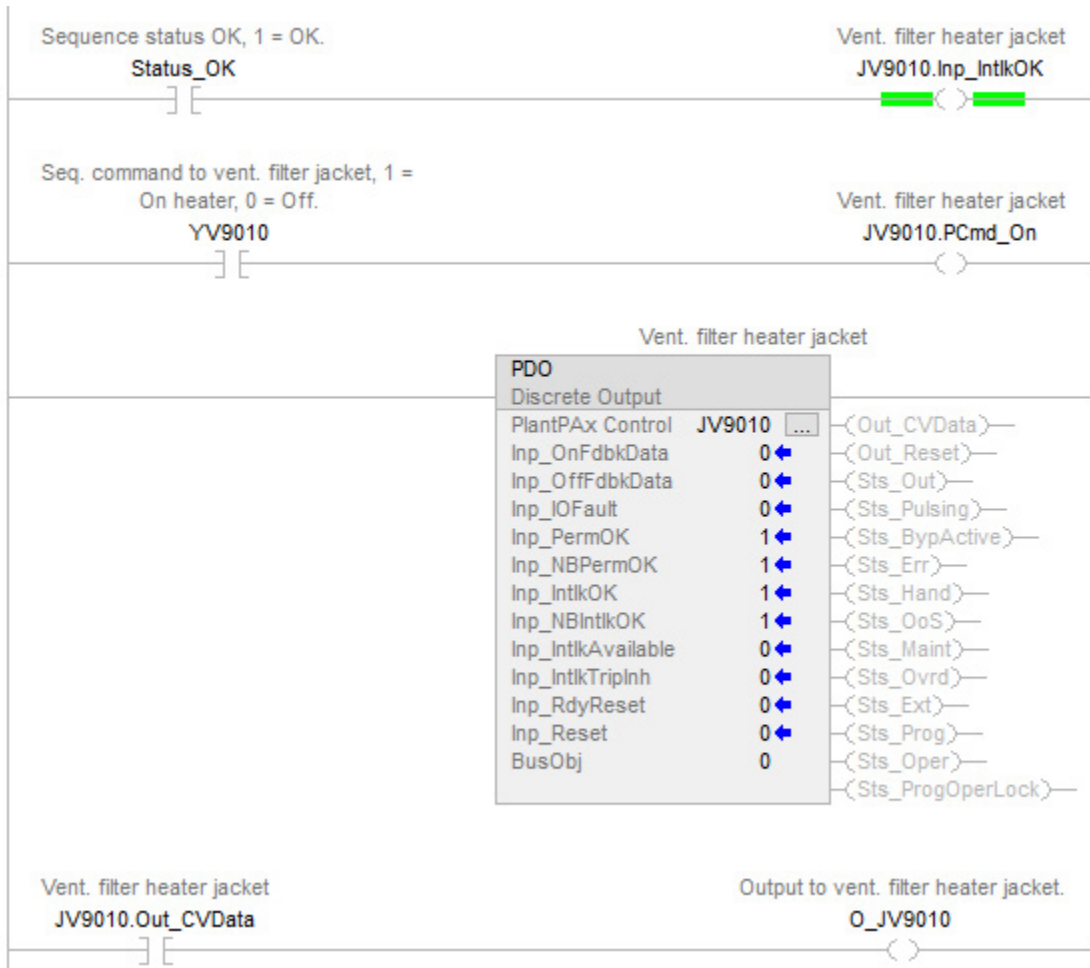 Sequence status OK, 1 = OK.
Status_OK
Vent. filter heater jacket
JV9010.Inp_IntlkOK
Seq. command to vent. filter jacket, 1 =
On heater, 0 = Off.
YV9010
Vent. filter heater jacket
JV9010.PCmd_On
Vent. filter heater jacket
PDO
Discrete Output
PlantPAx Control JV9010 ... (Out_CVData)
Inp_OnFdbkData 0 (Out_Reset)
Inp_OffFdbkData 0 (Sts_Out)
Inp_IOFault 0 (Sts_Pulsing)
Inp_PermOK 1 (Sts_BypActive)
Inp_NBPermOK 1 (Sts_Err)
Inp_IntlkOK 1 (Sts_Hand)
Inp_NBIntlkOK 1 (Sts_OoS)
Inp_IntlkAvailable 0 (Sts_Maint)
Inp_IntlkTripInh 0 (Sts_Ovrd)
Inp_RdyReset 0 (Sts_Ext)
Inp_Reset 0 (Sts_Prog)
BusObj 0 (Sts_Oper)
(Sts_ProgOperLock)
Vent. filter heater jacket
JV9010.Out_CVData
Output to vent. filter heater jacket.
O_JV9010